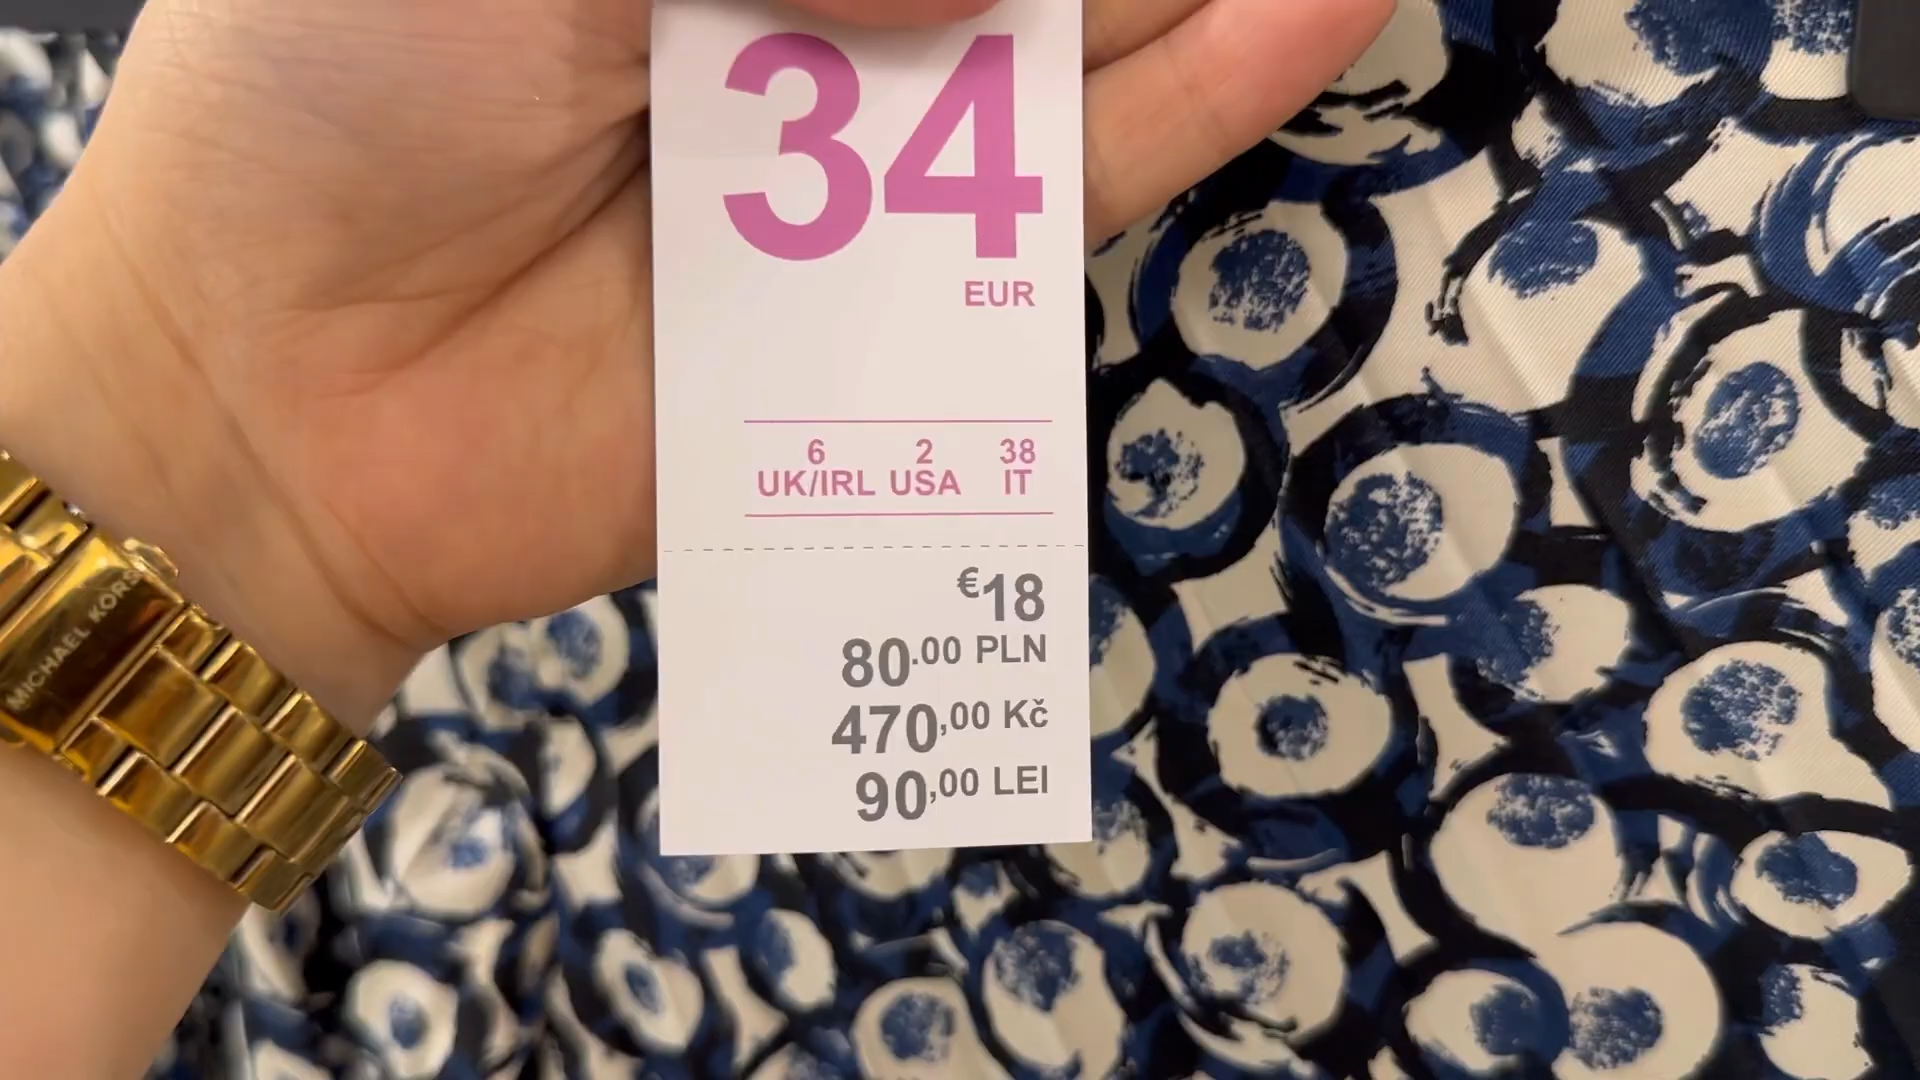 34
EUR
6 2 38
UK/IRL USA IT
€18
80.00 PLN
470,00 Kč
90,00 LEI
MICHAEL KORS